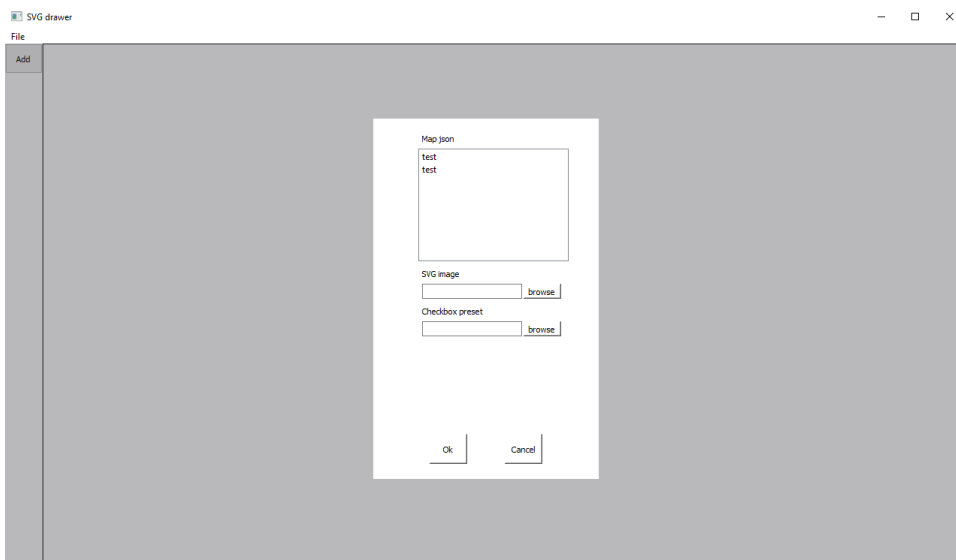 SVG drawer
File
Add
Map json
test
test
SVG image
browse
Checkbox preset
browse
Ok
Cancel